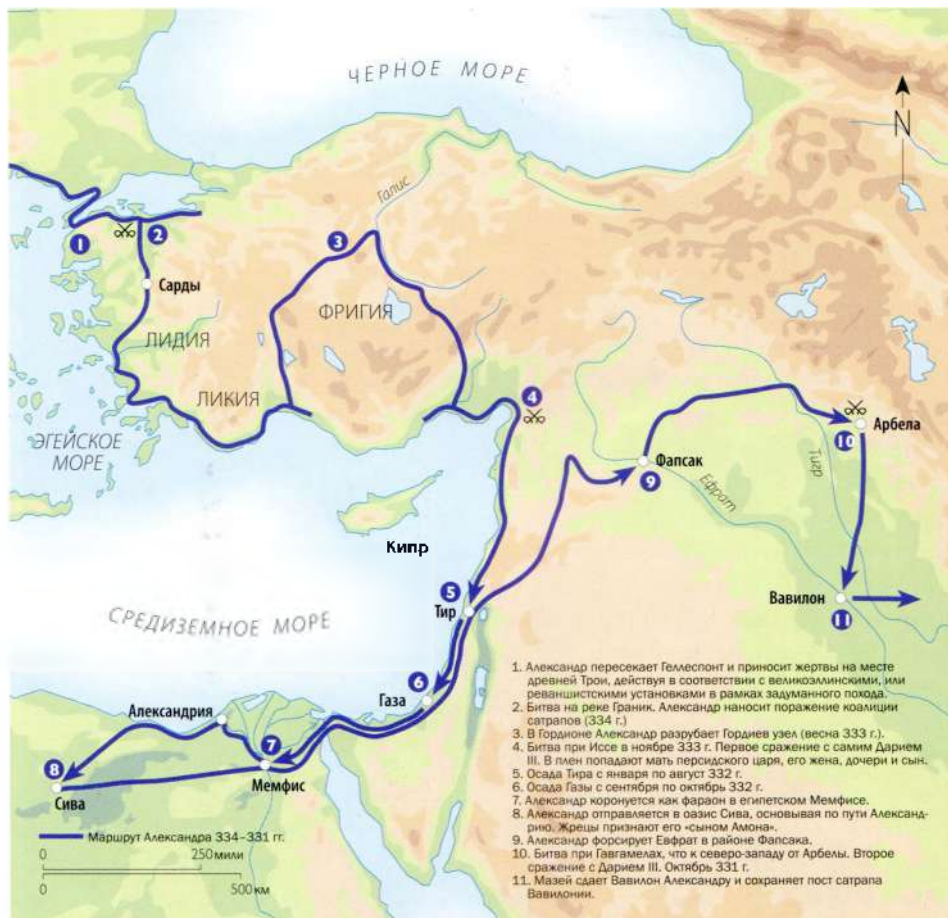 ЧЕРНОЕ МОРЕ
N
Галис
1
2
3
Сарды
ФРИГИЯ
ЛИДИЯ
ЛИКИЯ
4
ЭГЕЙСКОЕ
МОРЕ
10
Арбела
Фапсак
9
Ефрат
Тигр
Кипр
5
Тир
Вавилон
11
СРЕДИЗЕМНОЕ МОРЕ
6
Газа
Александрия
7
Мемфис
8
Сива
Маршрут Александра 334–331 гг.
0 250 мили
0 500 км
1. Александр пересекает Геллеспонт и приносит жертвы на месте
древней Трои, действуя в соответствии с великоэллинскими, или
реваншистскими установками в рамках задуманного похода.
2. Битва на реке Граник. Александр наносит поражение коалиции
сатрапов (334 г.)
3. В Гордионе Александр разрубает Гордиев узел (весна 333 г.).
4. Битва при Иссе в ноябре 333 г. Первое сражение с самим Дарием
III. В плен попадают мать персидского царя, его жена, дочери и сын.
5. Осада Тира с января по август 332 г.
6. Осада Газы с сентября по октябрь 332 г.
7. Александр коронуется как фараон в египетском Мемфисе.
8. Александр отправляется в оазис Сива, основывая по пути Александ-
рию. Жрецы признают его «сыном Амона».
9. Александр форсирует Евфрат в районе Фапсака.
10. Битва при Гавгамелах, что к северо-западу от Арбелы. Второе
сражение с Дарием III. Октябрь 331 г.
11. Мазей сдает Вавилон Александру и сохраняет пост сатрапа
Вавилонии.